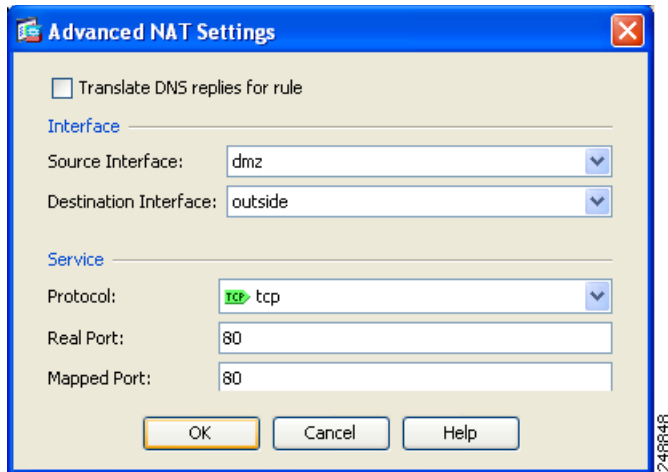 Advanced NAT Settings
Translate DNS replies for rule
Interface
Source Interface: dmz
Destination Interface: outside
Service
Protocol: TCP tcp
Real Port: 80
Mapped Port: 80
OK Cancel Help
248848